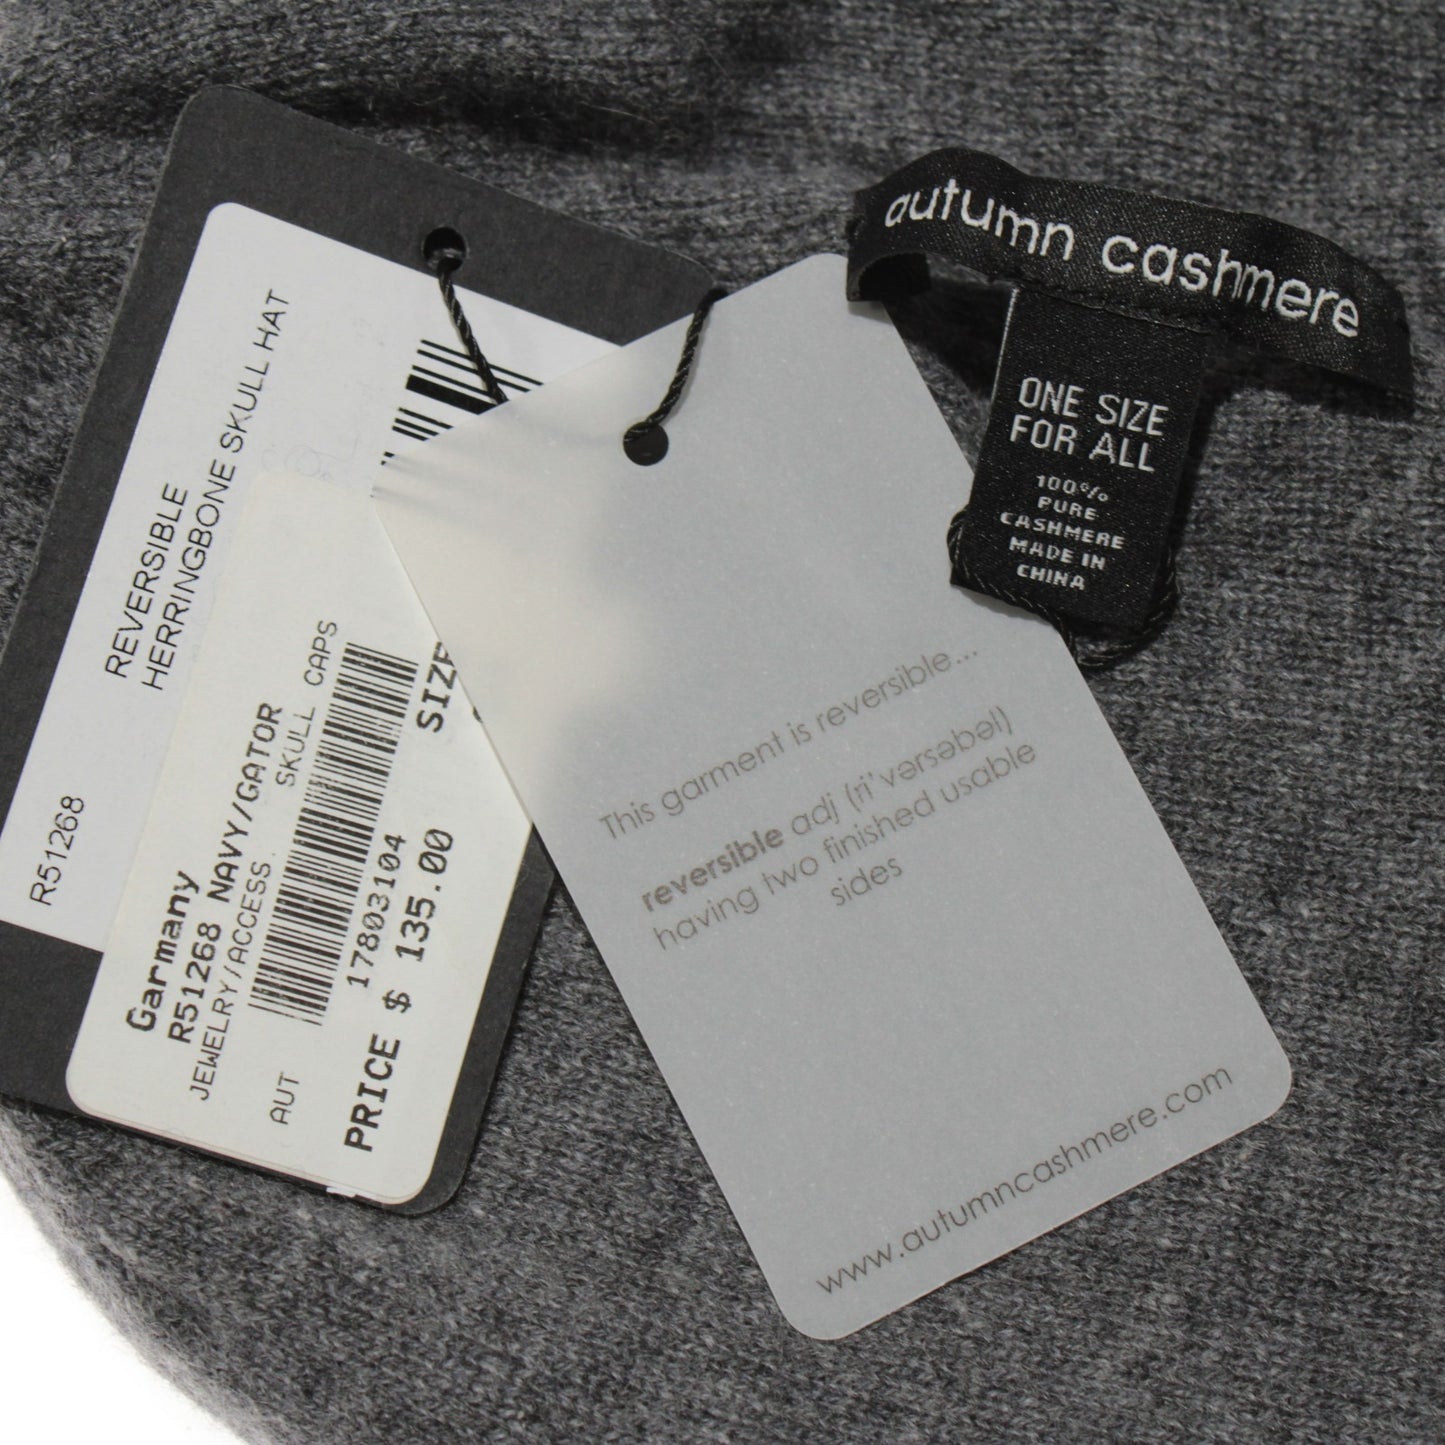 autumn cashmere
ONE SIZE
FOR ALL
100%
PURE
CASHMERE
MADE IN
CHINA
REVERSIBLE
HERRINGBONE SKULL HAT
R51268
Garmany
R51268 NAVY/GATOR
JEWELRY/ACCESS. SKULL CAPS
AUT
17803104
PRICE $ 135.00
SIZE
This garment is reversible...
reversible adj (ri'vərsəbəl)
having two finished usable
sides
www.autumncashmere.com